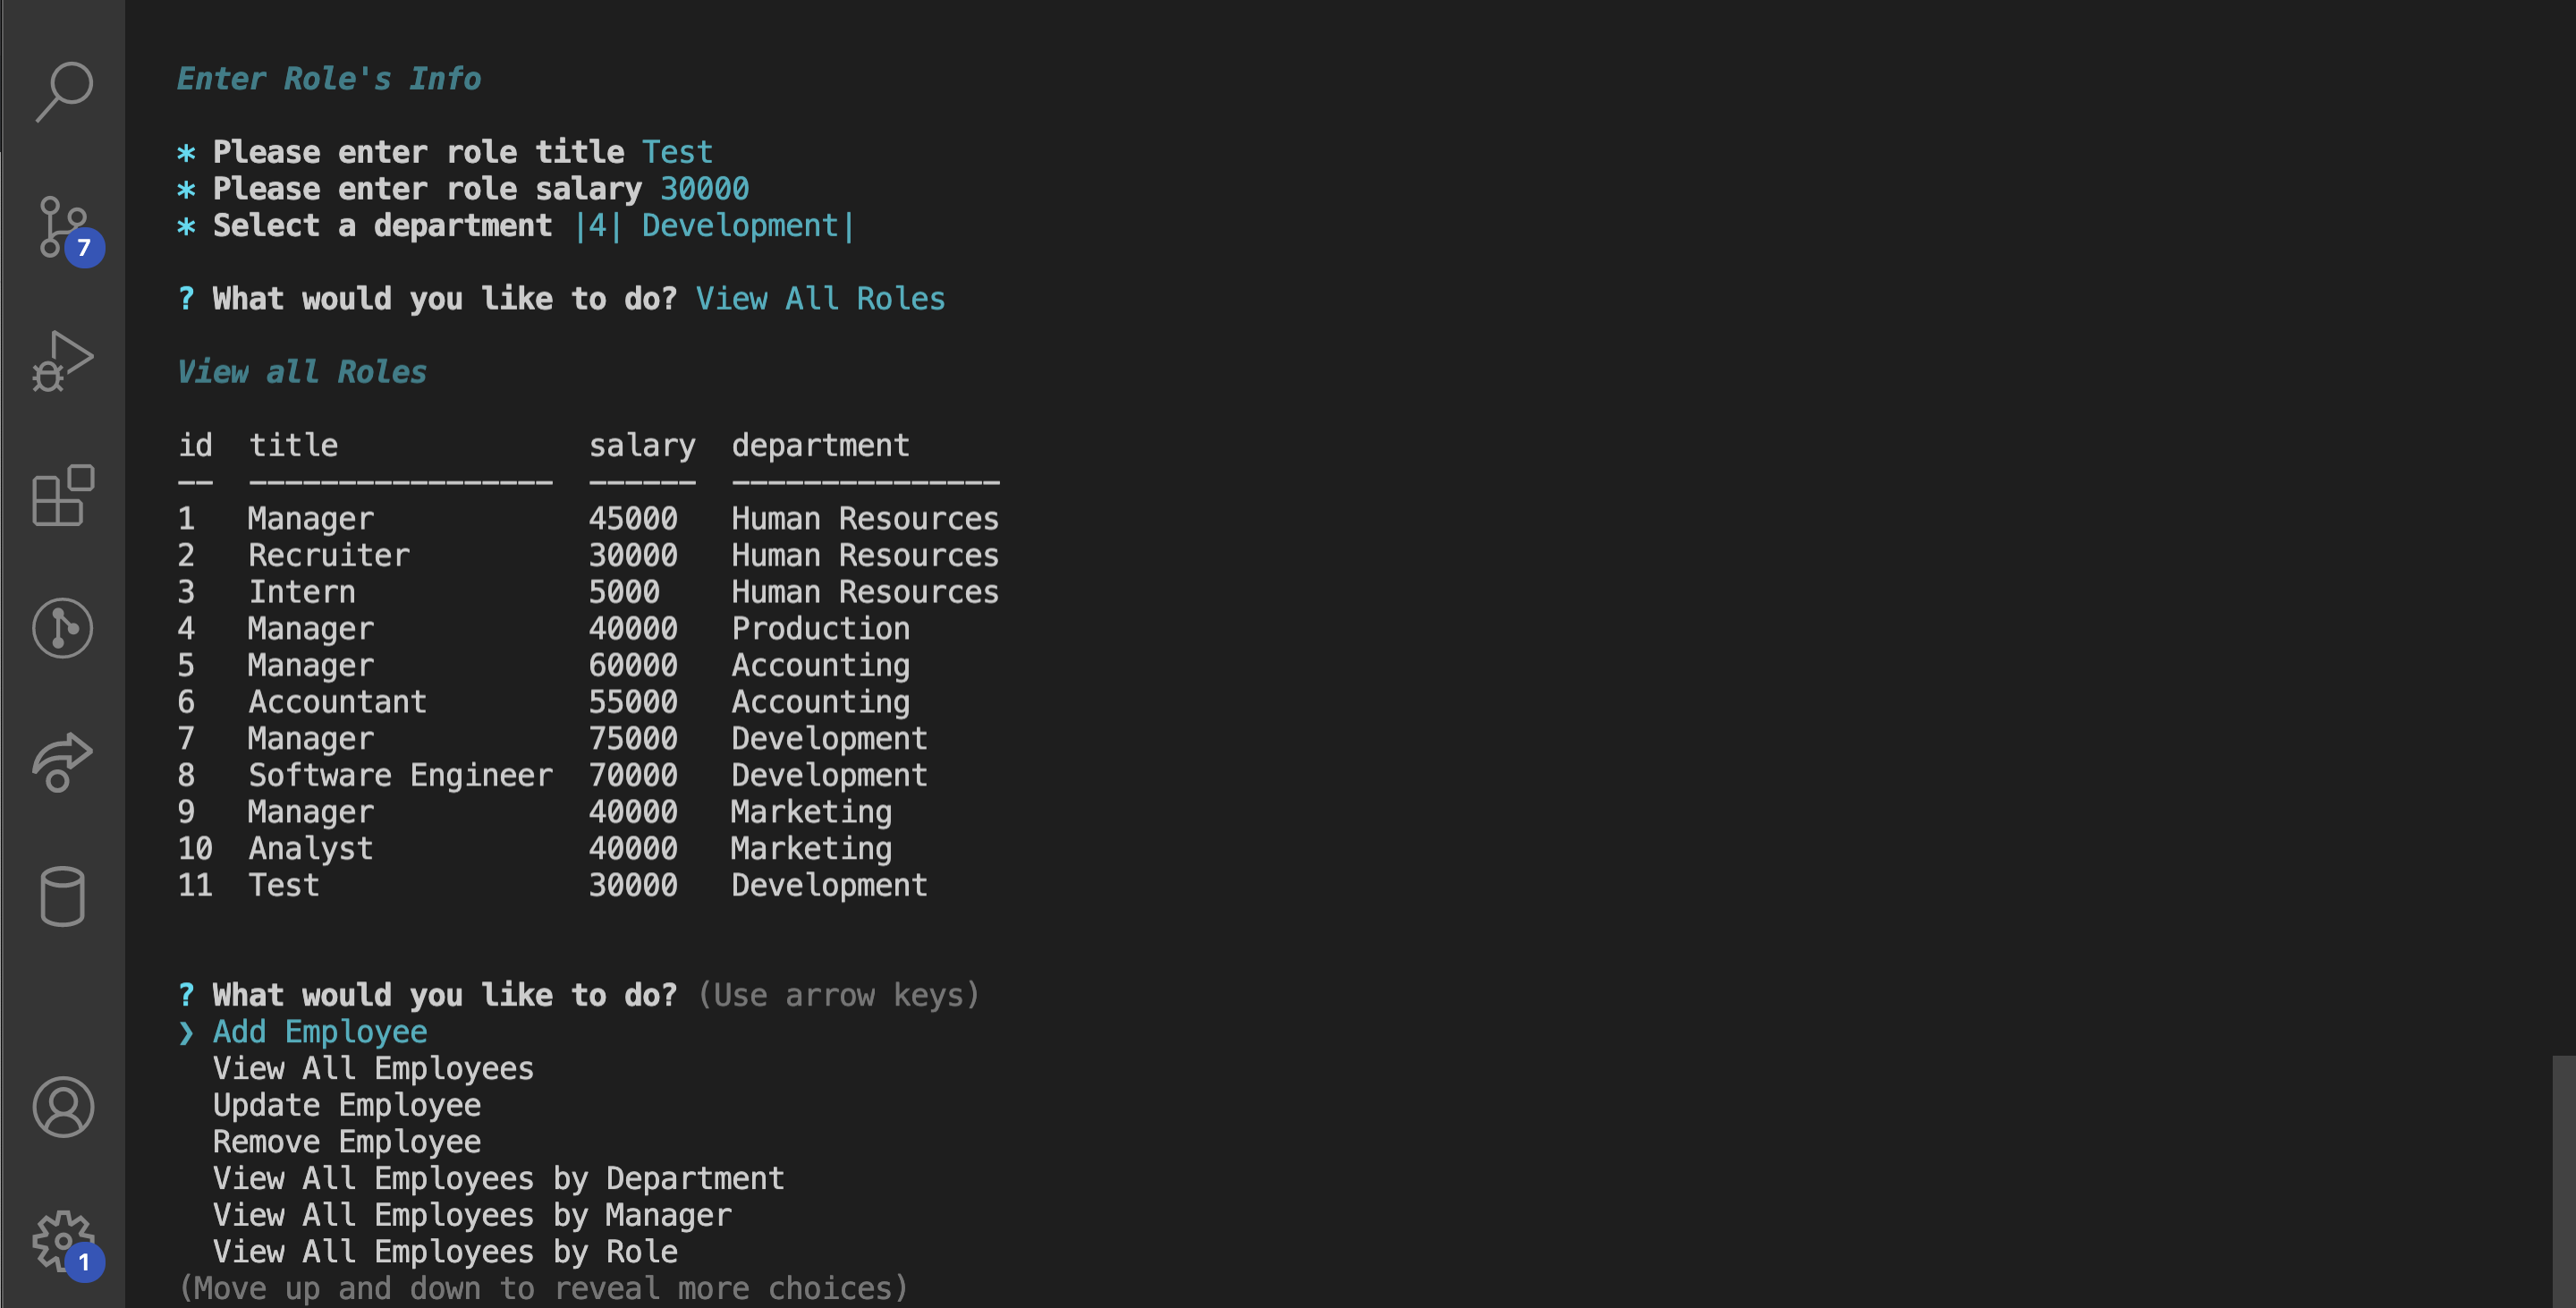 Enter Role's Info
* Please enter role title Test
* Please enter role salary 30000
* Select a department |4| Development|
7
? What would you like to do? View All Roles
View all Roles
id title salary department
-- ----------------- ------ ---------------
1 Manager 45000 Human Resources
2 Recruiter 30000 Human Resources
3 Intern 5000 Human Resources
4 Manager 40000 Production
5 Manager 60000 Accounting
6 Accountant 55000 Accounting
7 Manager 75000 Development
8 Software Engineer 70000 Development
9 Manager 40000 Marketing
10 Analyst 40000 Marketing
11 Test 30000 Development
? What would you like to do? (Use arrow keys)
❯ Add Employee
View All Employees
Update Employee
Remove Employee
View All Employees by Department
View All Employees by Manager
View All Employees by Role
1
(Move up and down to reveal more choices)